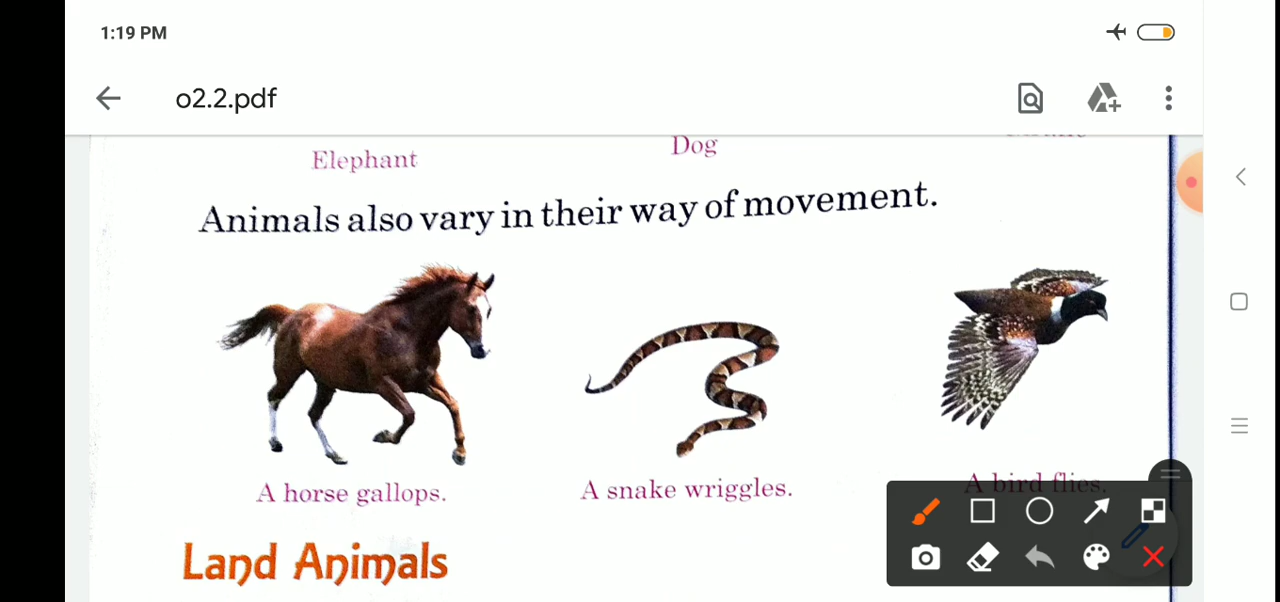 1:19 PM
o2.2.pdf
Elephant
Dog
Animals also vary in their way of movement.
A horse gallops.
A snake wriggles.
A bird flies.
Land Animals